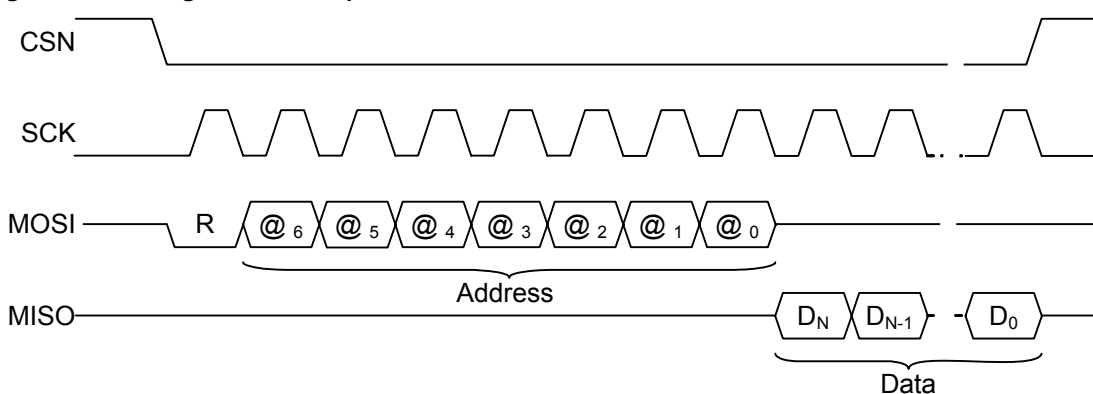 CSN
SCK
MOSI R @ 6 @ 5 @ 4 @ 3 @ 2 @ 1 @ 0
Address
MISO DN DN-1 D0
Data